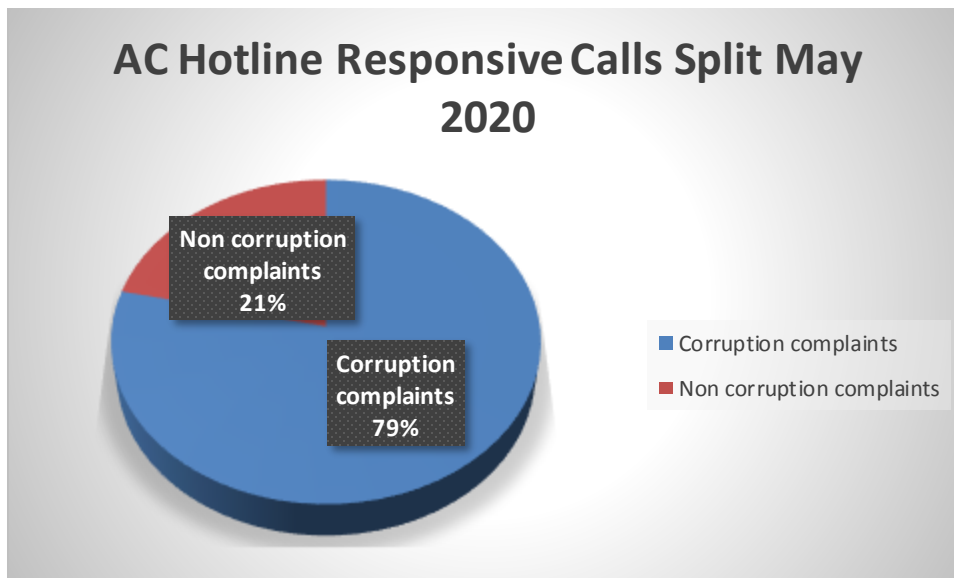 AC Hotline Responsive Calls Split May
2020
Non corruption
complaints
21%
Corruption
complaints
79%
Corruption complaints
Non corruption complaints